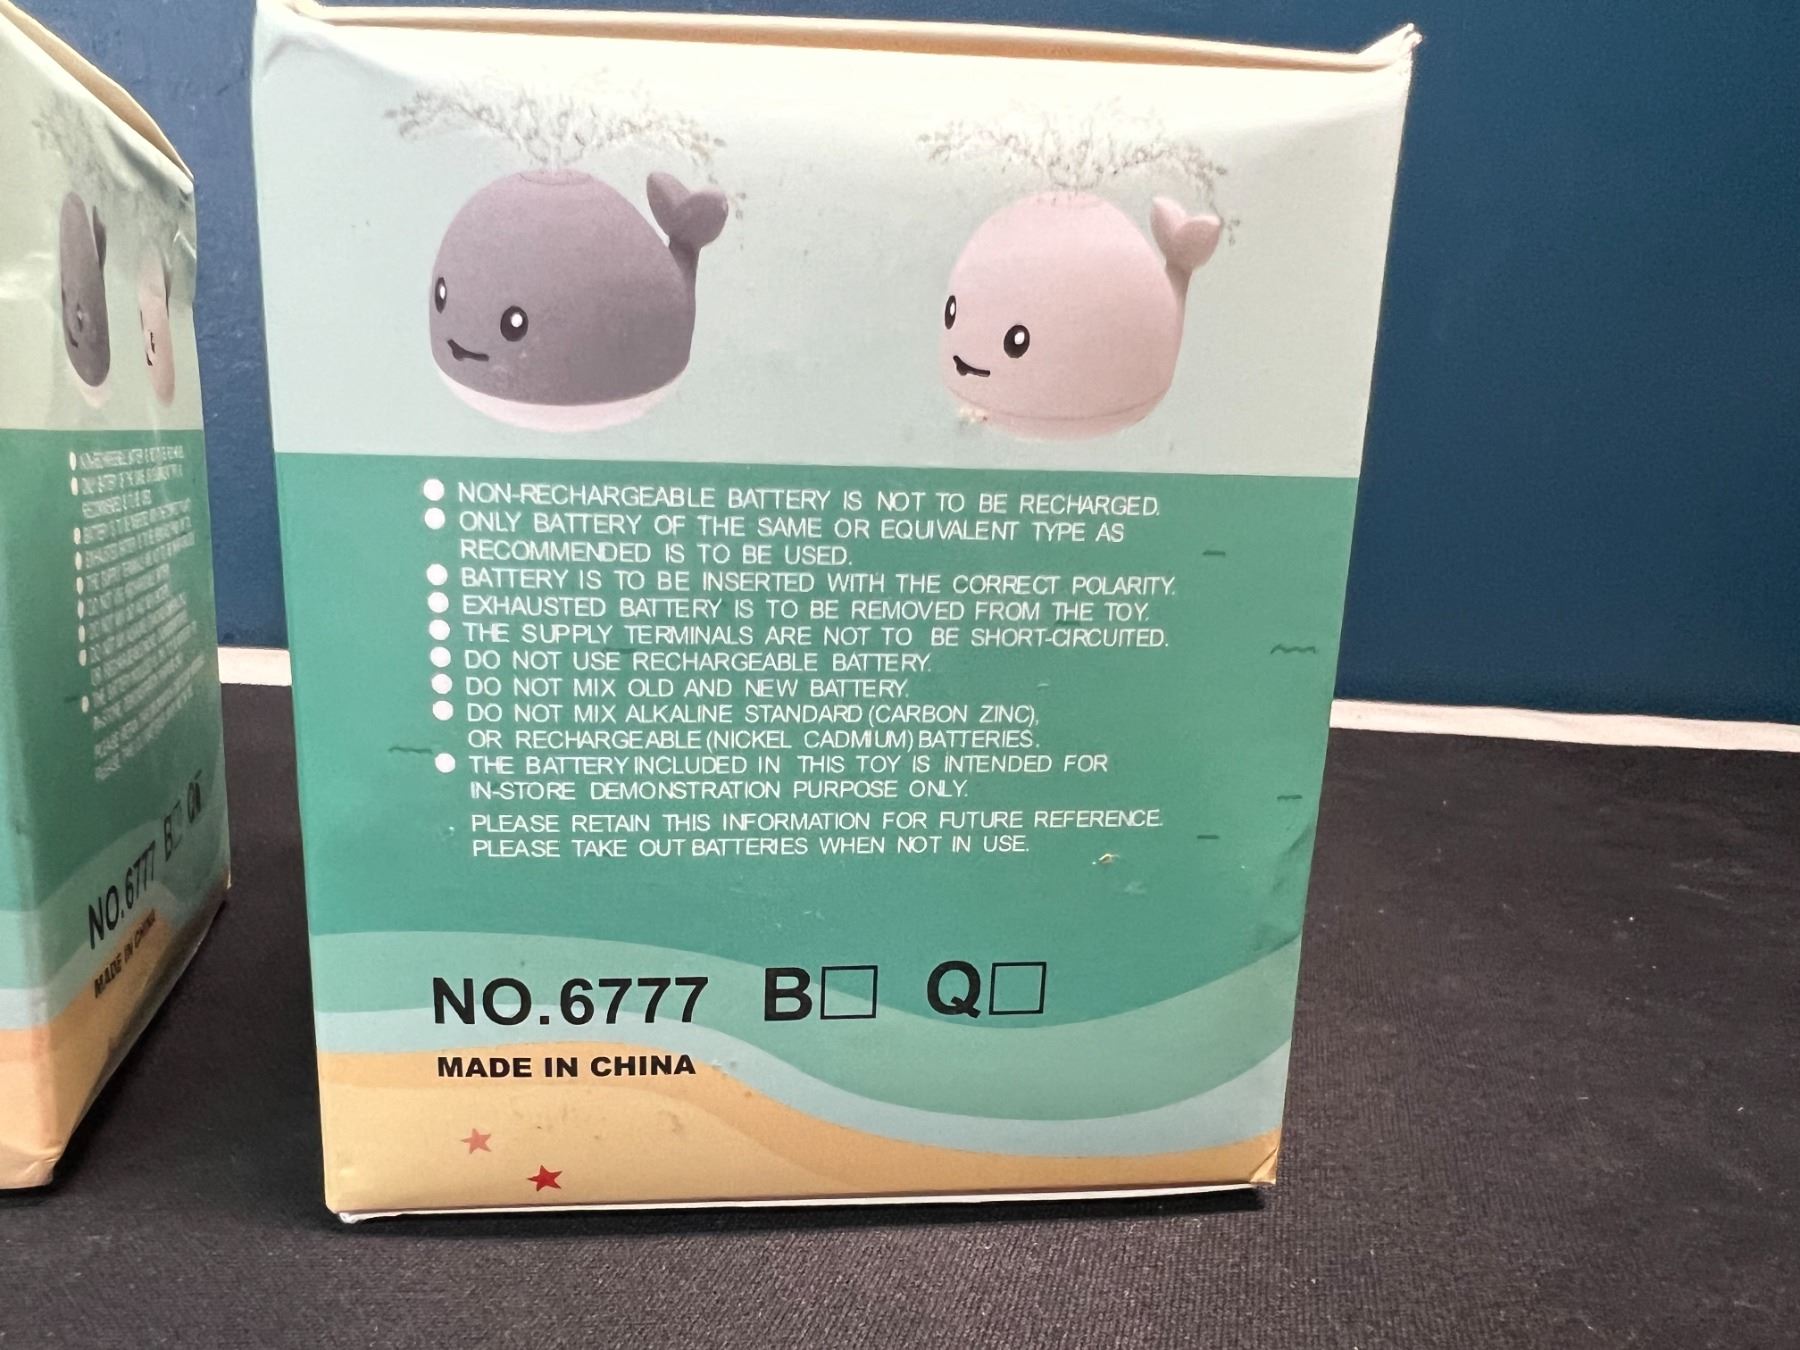 ● NON-RECHARGEABLE BATTERY IS NOT TO BE RECHARGED.
● ONLY BATTERY OF THE SAME OR EQUIVALENT TYPE AS
RECOMMENDED IS TO BE USED.
● BATTERY IS TO BE INSERTED WITH THE CORRECT POLARITY.
● EXHAUSTED BATTERY IS TO BE REMOVED FROM THE TOY.
● THE SUPPLY TERMINALS ARE NOT TO BE SHORT-CIRCUITED.
● DO NOT USE RECHARGEABLE BATTERY.
● DO NOT MIX OLD AND NEW BATTERY.
● DO NOT MIX ALKALINE STANDARD (CARBON ZINC),
OR RECHARGEABLE (NICKEL CADMIUM) BATTERIES.
● THE BATTERY INCLUDED IN THIS TOY IS INTENDED FOR
IN-STORE DEMONSTRATION PURPOSE ONLY.
PLEASE RETAIN THIS INFORMATION FOR FUTURE REFERENCE.
PLEASE TAKE OUT BATTERIES WHEN NOT IN USE.
NO.6777 B□ Q□
MADE IN CHINA
NO.6777 B□ Q□
MADE IN CHINA